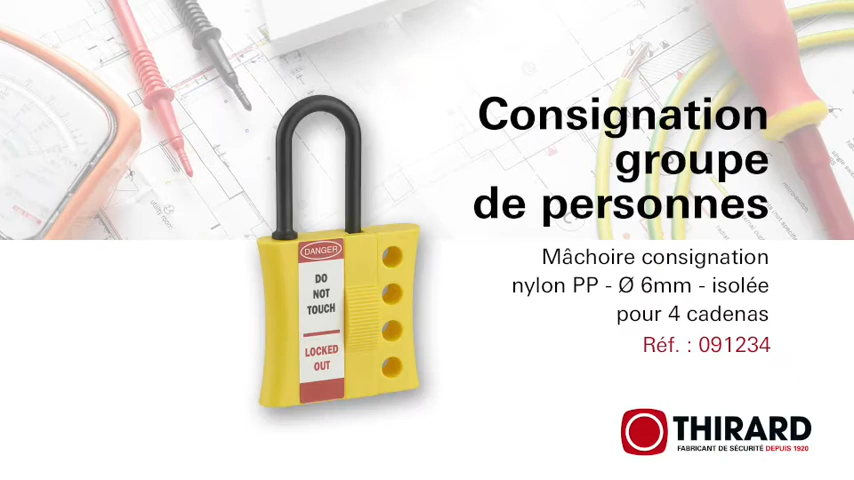 Consignation
groupe
de personnes
Mâchoire consignation
nylon PP - Ø 6mm - isolée
pour 4 cadenas
Réf. : 091234
DANGER
DO
NOT
TOUCH
LOCKED
OUT
THIRARD
FABRICANT DE SÉCURITÉ DEPUIS 1920